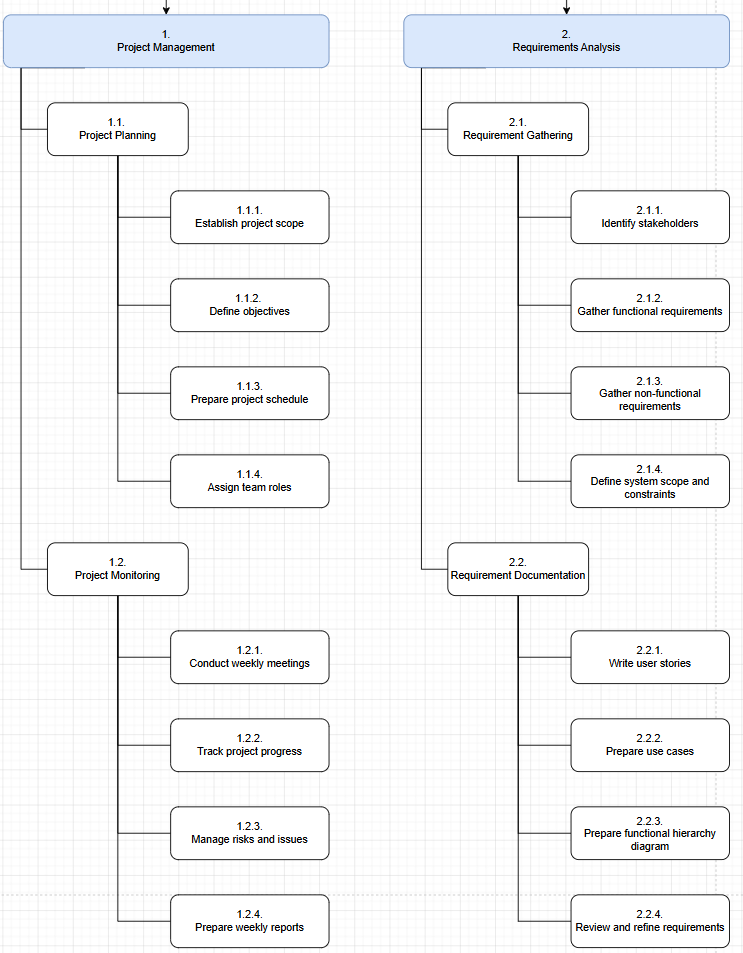 1.
Project Management
1.1.
Project Planning
1.1.1.
Establish project scope
1.1.2.
Define objectives
1.1.3.
Prepare project schedule
1.1.4.
Assign team roles
1.2.
Project Monitoring
1.2.1.
Conduct weekly meetings
1.2.2.
Track project progress
1.2.3.
Manage risks and issues
1.2.4.
Prepare weekly reports
2.
Requirements Analysis
2.1.
Requirement Gathering
2.1.1.
Identify stakeholders
2.1.2.
Gather functional requirements
2.1.3.
Gather non-functional
requirements
2.1.4.
Define system scope and
constraints
2.2.
Requirement Documentation
2.2.1.
Write user stories
2.2.2.
Prepare use cases
2.2.3.
Prepare functional hierarchy
diagram
2.2.4.
Review and refine requirements